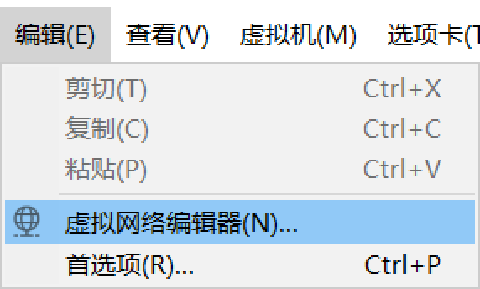 编辑(E) 查看(V) 虚拟机(M) 选项卡(T
剪切(T) Ctrl+X
复制(C) Ctrl+C
粘贴(P) Ctrl+V
虚拟网络编辑器(N)...
首选项(R)... Ctrl+P